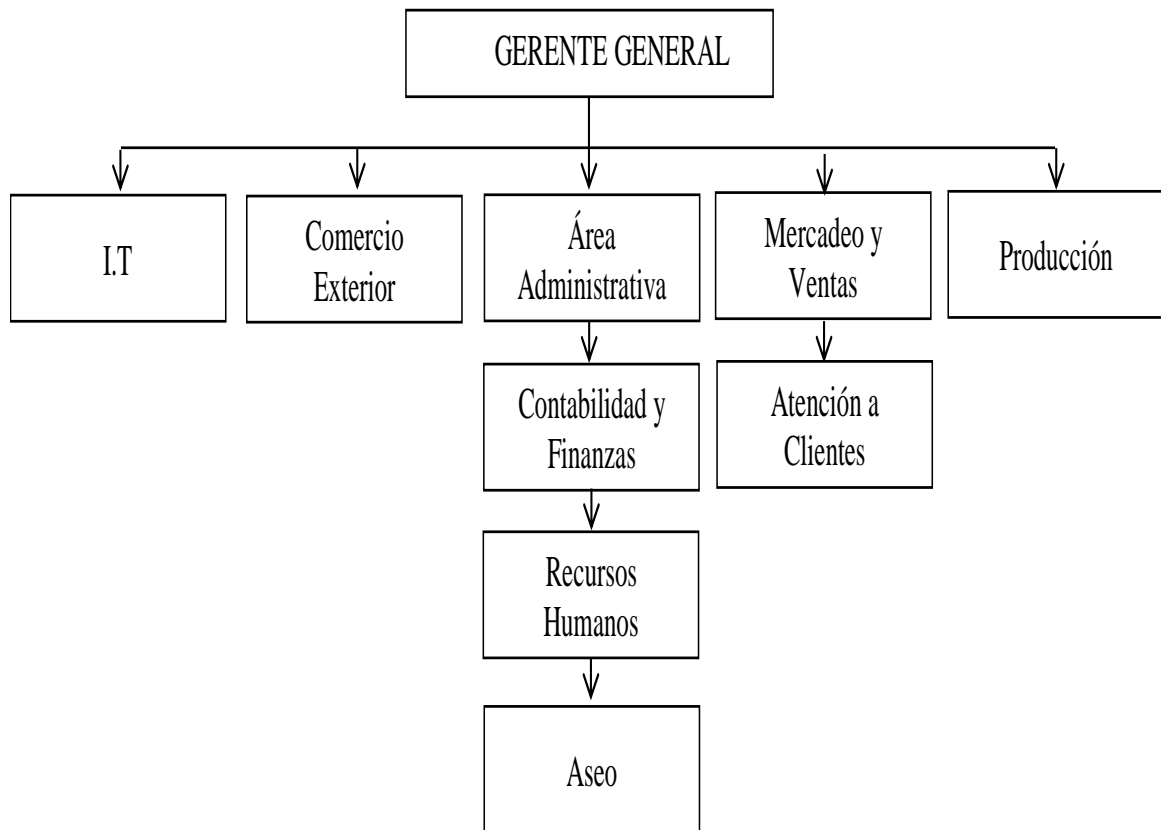 GERENTE GENERAL
I.T
Comercio
Exterior
Área
Administrativa
Mercadeo y
Ventas
Producción
Contabilidad y
Finanzas
Atención a
Clientes
Recursos
Humanos
Aseo